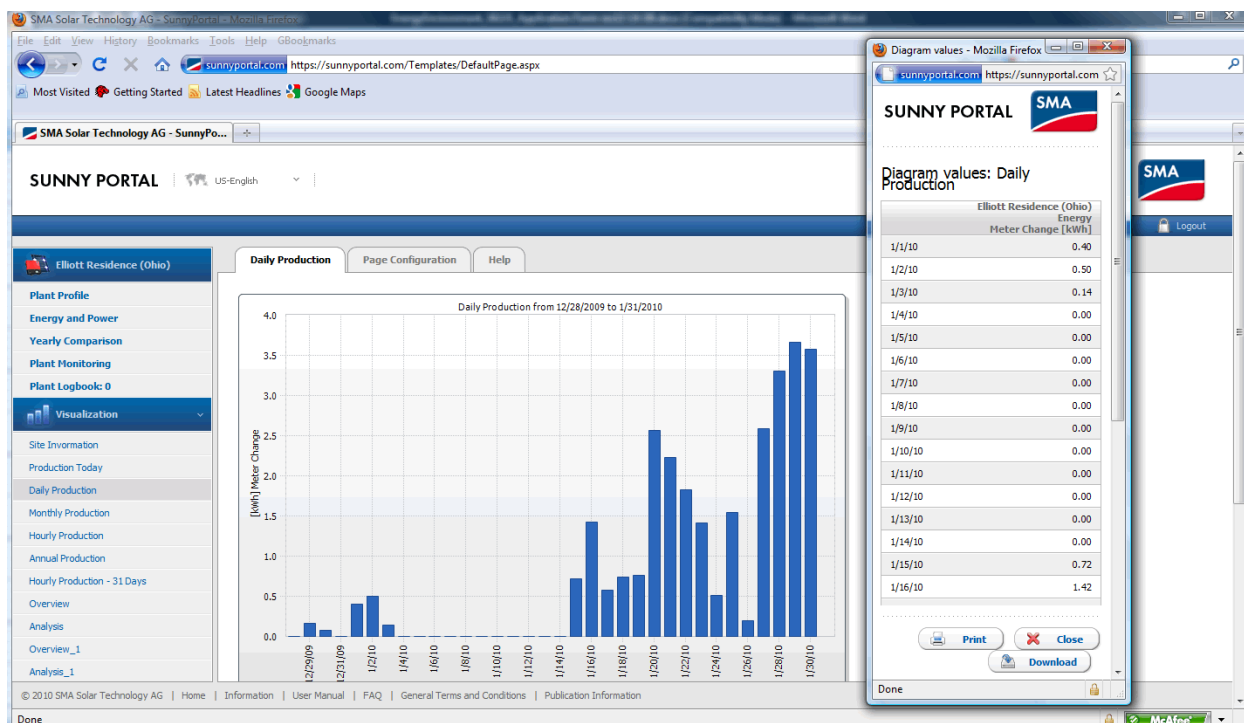 SMA Solar Technology AG - SunnyPortal - Mozilla Firefox
File Edit View History Bookmarks Tools Help GBookmarks
sunnyportal.com https://sunnyportal.com/Templates/DefaultPage.aspx
Most Visited Getting Started Latest Headlines Google Maps
SMA Solar Technology AG - SunnyPo...
SUNNY PORTAL US-English
SMA
Logout
Elliott Residence (Ohio)
Plant Profile
Energy and Power
Yearly Comparison
Plant Monitoring
Plant Logbook: 0
Visualization
Site Invormation
Production Today
Daily Production
Monthly Production
Hourly Production
Annual Production
Hourly Production - 31 Days
Overview
Analysis
Overview_1
Analysis_1
Daily Production Page Configuration Help
Daily Production from 12/28/2009 to 1/31/2010
[kWh] Meter Change
4.0
3.5
3.0
2.5
2.0
1.5
1.0
0.5
0.0
12/29/09 12/31/09 1/2/10 1/4/10 1/6/10 1/8/10 1/10/10 1/12/10 1/14/10 1/16/10 1/18/10 1/20/10 1/22/10 1/24/10 1/26/10 1/28/10 1/30/10
© 2010 SMA Solar Technology AG | Home | Information | User Manual | FAQ | General Terms and Conditions | Publication Information
Done
McAfee
Diagram values - Mozilla Firefox
sunnyportal.com https://sunnyportal.com
SUNNY PORTAL SMA
Diagram values: Daily
Production
Elliott Residence (Ohio)
Energy
Meter Change [kWh]
1/1/10 0.40
1/2/10 0.50
1/3/10 0.14
1/4/10 0.00
1/5/10 0.00
1/6/10 0.00
1/7/10 0.00
1/8/10 0.00
1/9/10 0.00
1/10/10 0.00
1/11/10 0.00
1/12/10 0.00
1/13/10 0.00
1/14/10 0.00
1/15/10 0.72
1/16/10 1.42
Print Close
Download
Done